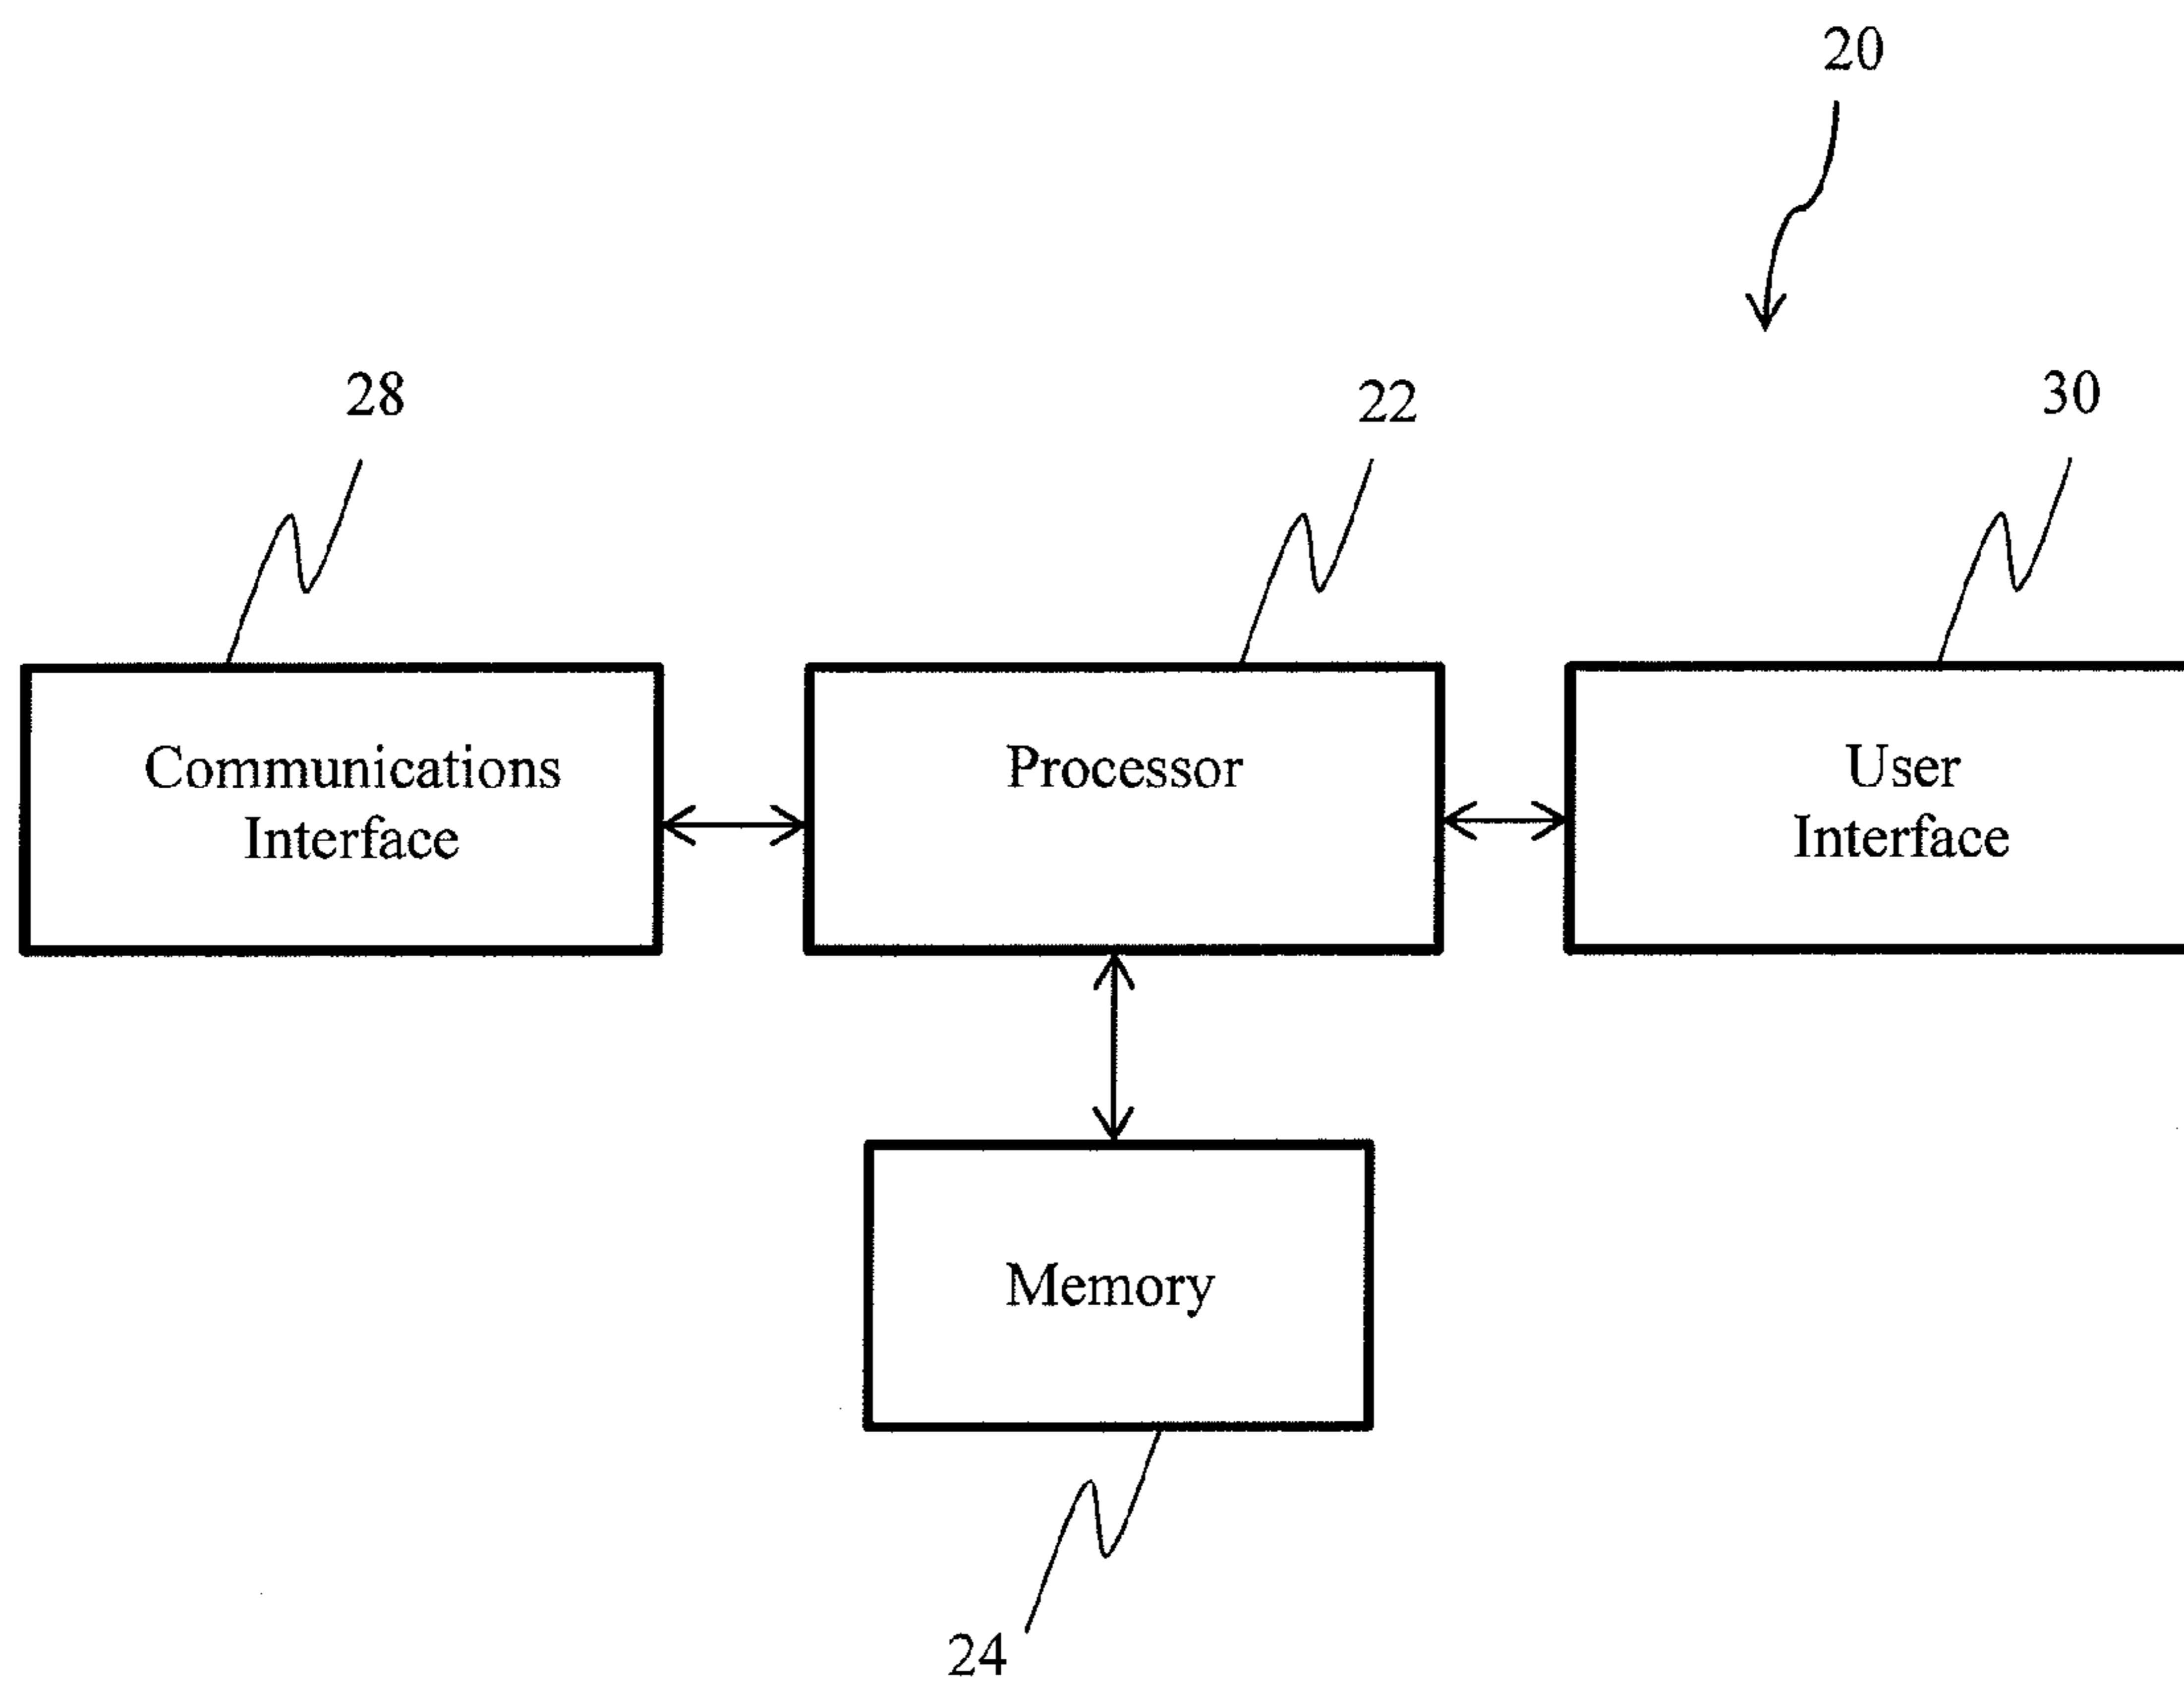 20
28
22
30
Communications
Interface
Processor
User
Interface
Memory
24